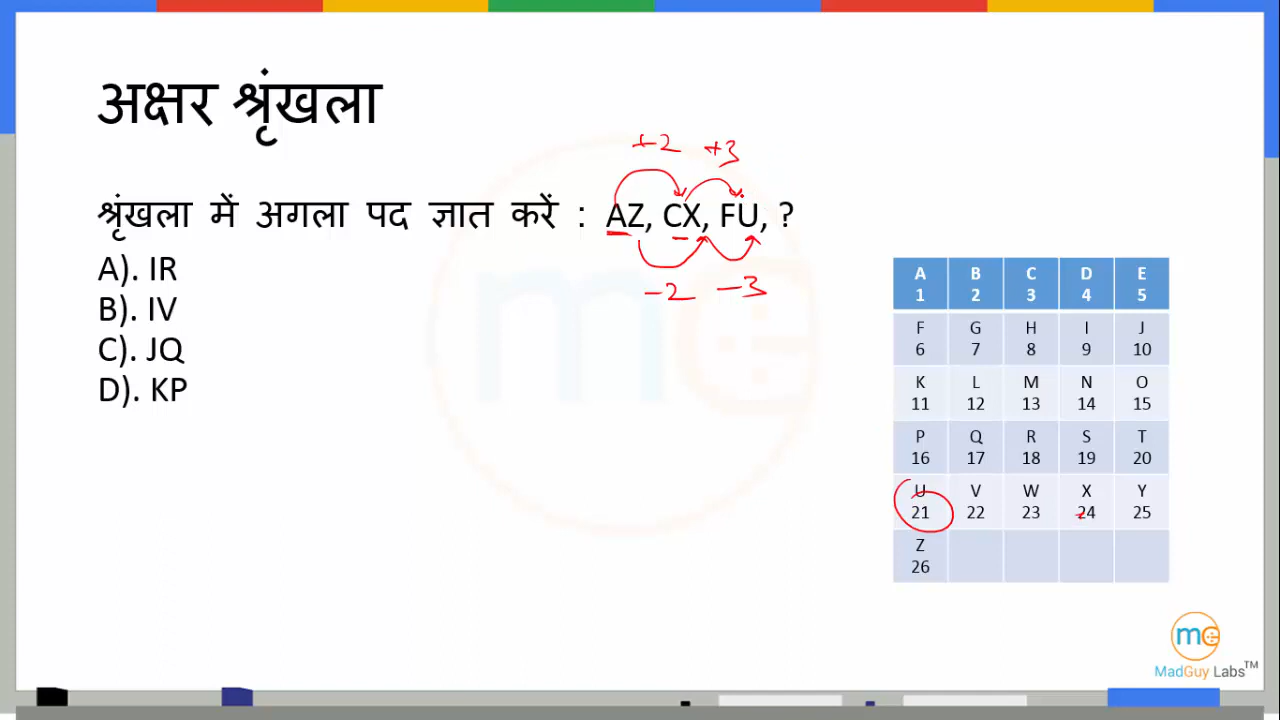 अक्षर श्रृंखला
+2 +3
श्रृंखला में अगला पद ज्ञात करें : AZ, CX, FU, ?
-2 -3
A). IR
B). IV
C). JQ
D). KP
A B C D E
1 2 3 4 5
F G H I J
6 7 8 9 10
K L M N O
11 12 13 14 15
P Q R S T
16 17 18 19 20
U V W X Y
21 22 23 24 25
Z
26
me
MadGuy Labs™